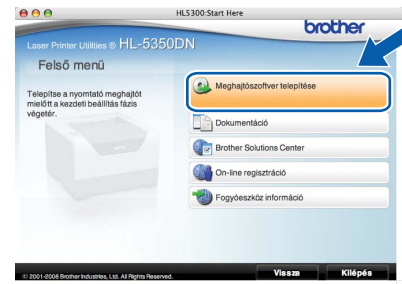 HL5300:Start Here
brother
Laser Printer Utilities ® HL-5350DN
Felső menü
Telepítse a nyomtató meghajtót
mielőtt a kezdeti beállítás fázis
végetér.
Meghajtószoftver telepítése
Dokumentáció
Brother Solutions Center
On-line regisztráció
Fogyóeszköz információ
© 2001-2008 Brother Industries, Ltd. All Rights Reserved.
Vissza
Kilépés